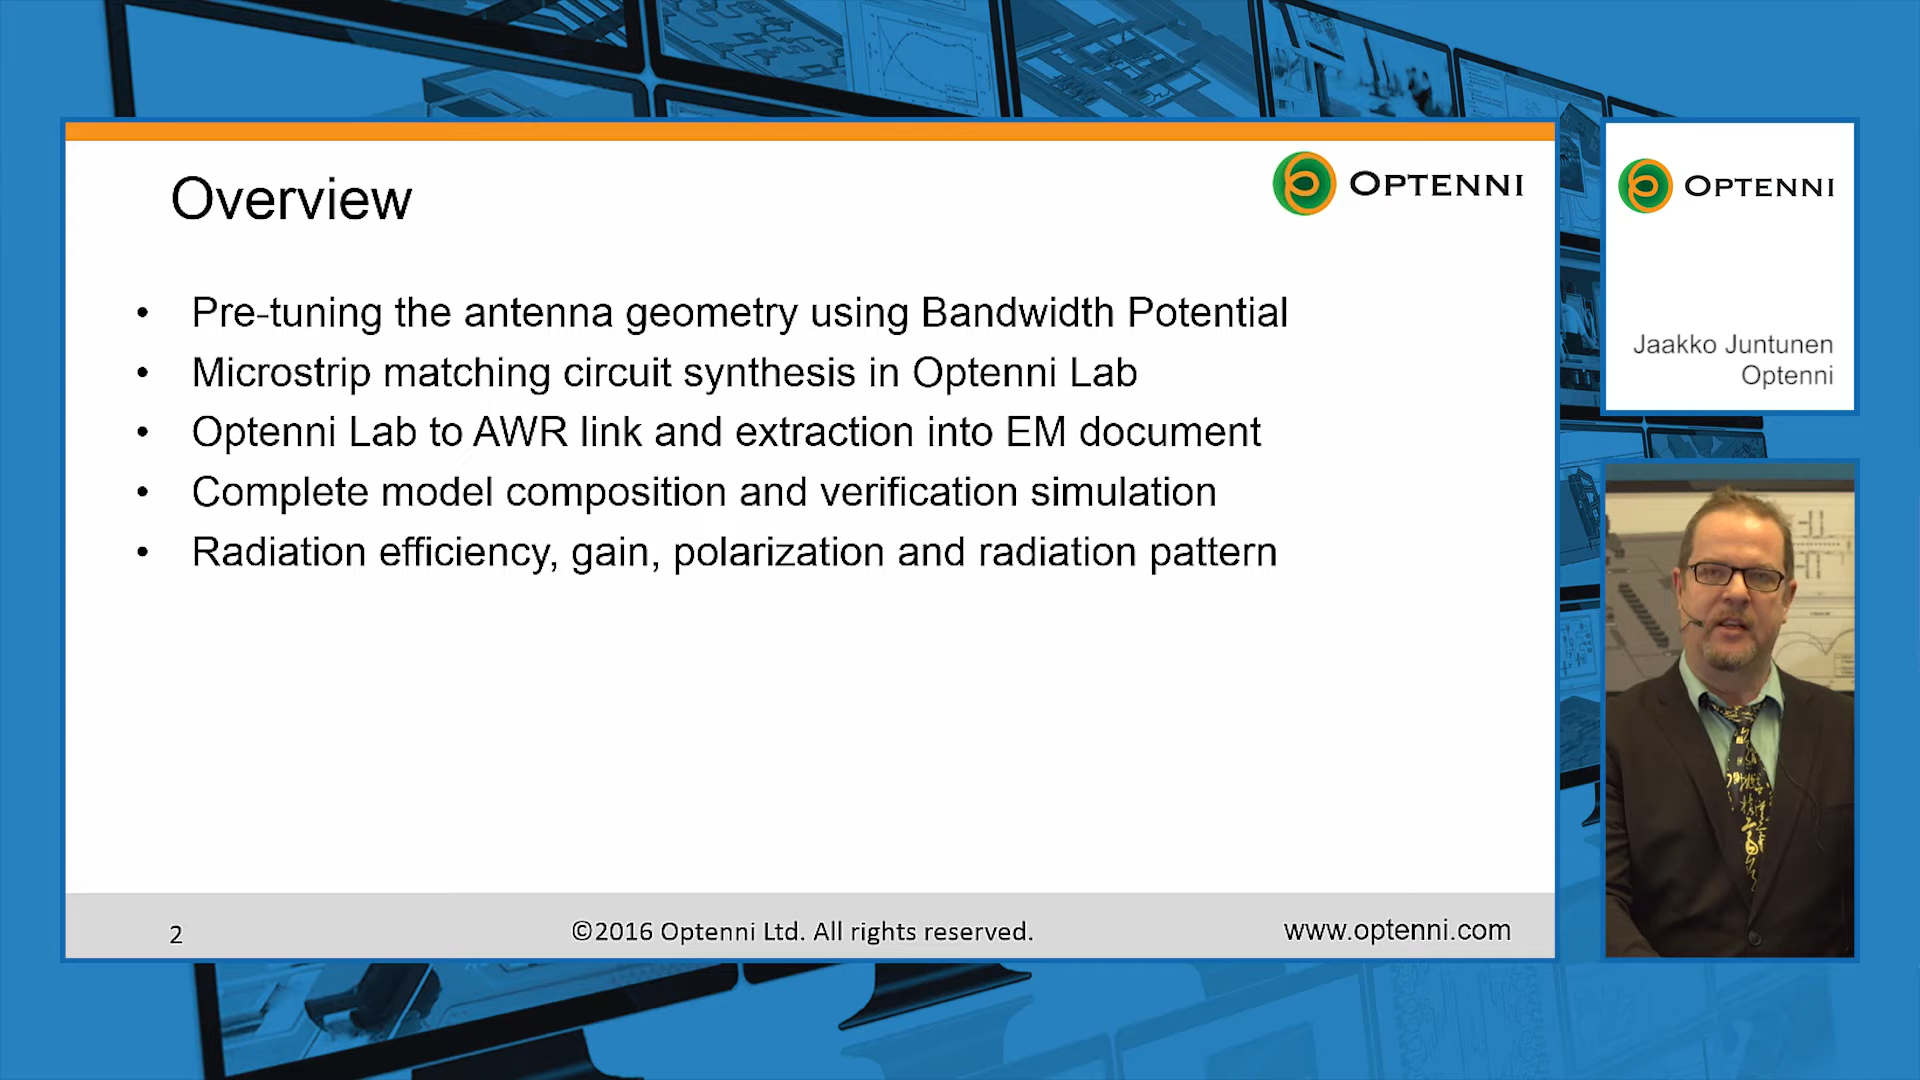 Overview
OPTENNI
• Pre-tuning the antenna geometry using Bandwidth Potential
• Microstrip matching circuit synthesis in Optenni Lab
• Optenni Lab to AWR link and extraction into EM document
• Complete model composition and verification simulation
• Radiation efficiency, gain, polarization and radiation pattern
2
©2016 Optenni Ltd. All rights reserved.
www.optenni.com
OPTENNI
Jaakko Juntunen
Optenni